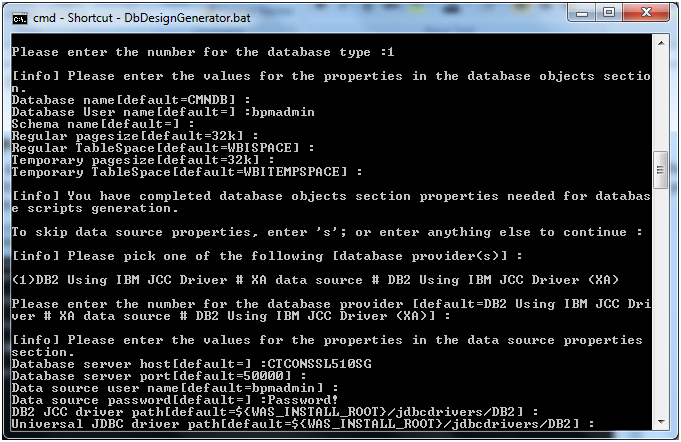 cmd - Shortcut - DbDesignGenerator.bat
Please enter the number for the database type :1
[info] Please enter the values for the properties in the database objects sectio
n.
Database name[default=CMNDB] :
Database User name[default=] :bpmadmin
Schema name[default=] :
Regular pagesize[default=32k] :
Regular TableSpace[default=WBISPACE] :
Temporary pagesize[default=32k] :
Temporary TableSpace[default=WBITEMPSPACE] :
[info] You have completed database objects section properties needed for databas
e scripts generation.
To skip data source properties, enter 's'; or enter anything else to continue :
[info] Please pick one of the following [database provider(s)] :
(1)DB2 Using IBM JCC Driver # XA data source # DB2 Using IBM JCC Driver (XA)
Please enter the number for the database provider [default=DB2 Using IBM JCC Dri
ver # XA data source # DB2 Using IBM JCC Driver (XA)] :
[info] Please enter the values for the properties in the data source properties
section.
Database server host[default=] :CTCONSSL510SG
Database server port[default=50000] :
Data source user name[default=bpmadmin] :
Data source password[default=] :Password!
DB2 JCC driver path[default=${WAS_INSTALL_ROOT}/jdbcdrivers/DB2] :
Universal JDBC driver path[default=${WAS_INSTALL_ROOT}/jdbcdrivers/DB2] :